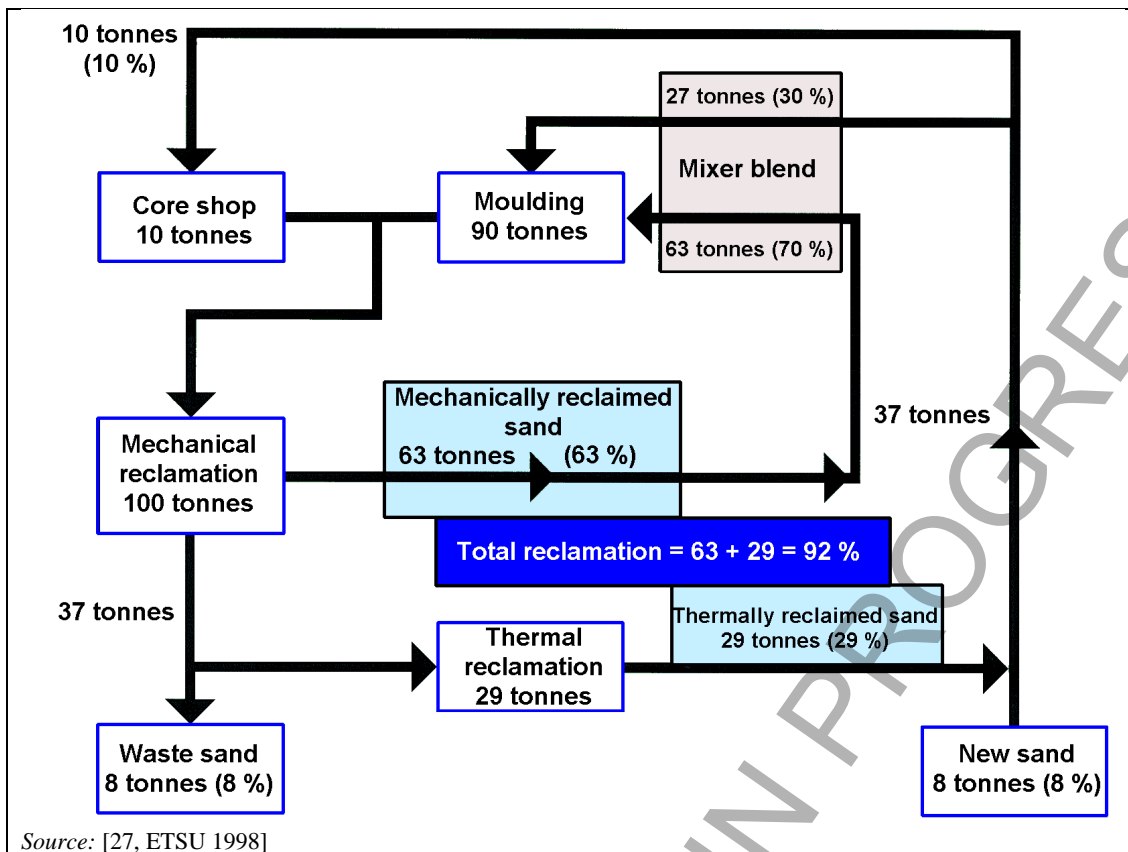 10 tonnes
(10 %)
27 tonnes (30 %)
Mixer blend
63 tonnes (70 %)
Core shop
10 tonnes
Moulding
90 tonnes
Mechanical
reclamation
100 tonnes
Mechanically reclaimed
sand
63 tonnes (63 %)
37 tonnes
Total reclamation = 63 + 29 = 92 %
37 tonnes
Thermal
reclamation
29 tonnes
Thermally reclaimed sand
29 tonnes (29 %)
Waste sand
8 tonnes (8 %)
New sand
8 tonnes (8 %)
Source: [27, ETSU 1998]
IN PROGRES